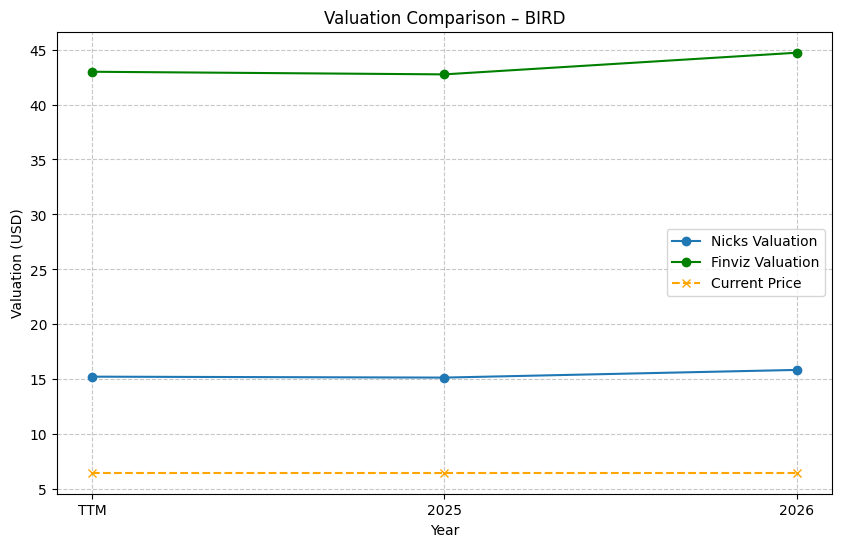 Valuation Comparison – BIRD
Valuation (USD)
45
40
35
30
25
20
15
10
5
Nicks Valuation
Finviz Valuation
Current Price
TTM
2025
2026
Year